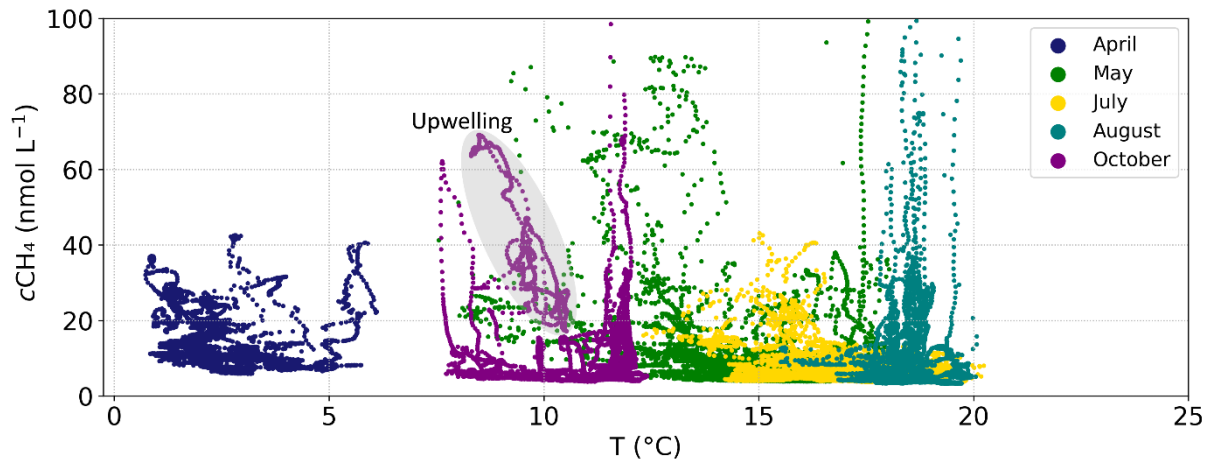 100
80
60
40
20
0
cCH₄ (nmol L⁻¹)
Upwelling
April
May
July
August
October
0 5 10 15 20 25
T (°C)